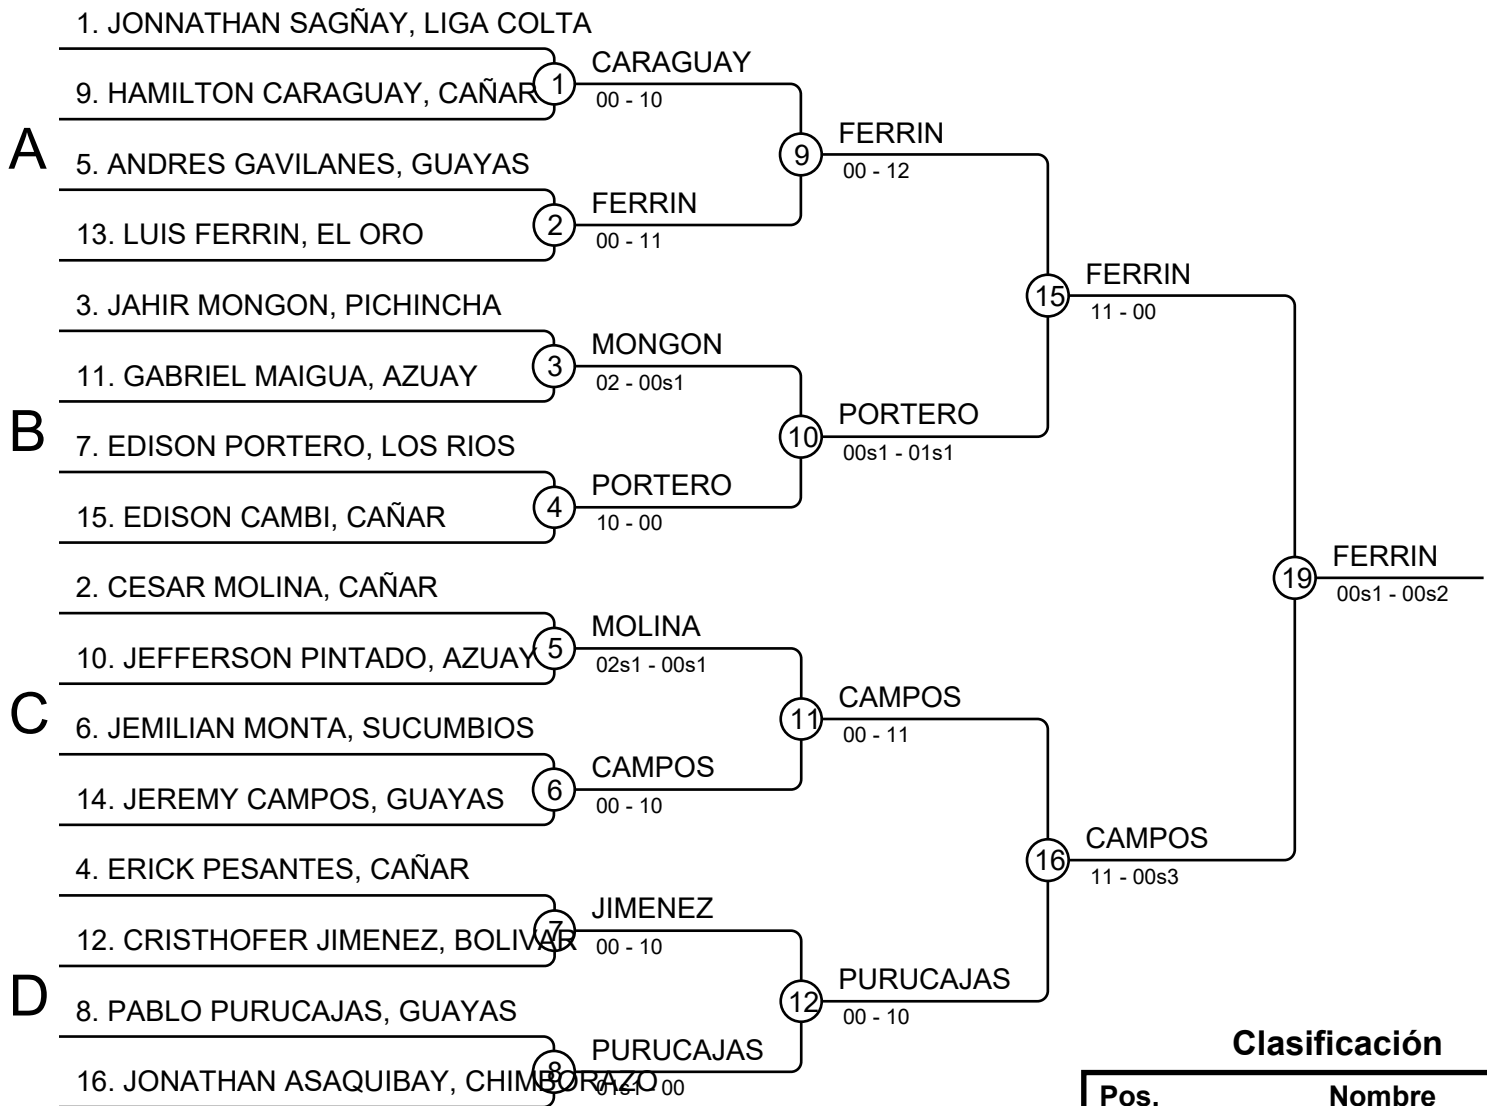 1. JONNATHAN SAGÑAY, LIGA COLTA
9. HAMILTON CARAGUAY, CAÑAR
1
CARAGUAY
00 - 10
A
5. ANDRES GAVILANES, GUAYAS
13. LUIS FERRIN, EL ORO
2
FERRIN
00 - 11
9
FERRIN
00 - 12
3. JAHIR MONGON, PICHINCHA
11. GABRIEL MAIGUA, AZUAY
3
MONGON
02 - 00s1
B
7. EDISON PORTERO, LOS RIOS
15. EDISON CAMBI, CAÑAR
4
PORTERO
10 - 00
10
PORTERO
00s1 - 01s1
15
FERRIN
11 - 00
2. CESAR MOLINA, CAÑAR
10. JEFFERSON PINTADO, AZUAY
5
MOLINA
02s1 - 00s1
C
6. JEMILIAN MONTA, SUCUMBIOS
14. JEREMY CAMPOS, GUAYAS
6
CAMPOS
00 - 10
11
CAMPOS
00 - 11
4. ERICK PESANTES, CAÑAR
12. CRISTHOFER JIMENEZ, BOLIVAR
7
JIMENEZ
00 - 10
D
8. PABLO PURUCAJAS, GUAYAS
16. JONATHAN ASAQUIBAY, CHIMBORAZO
8
PURUCAJAS
01s1 - 00
12
PURUCAJAS
00 - 10
16
CAMPOS
11 - 00s3
19
FERRIN
00s1 - 00s2
Clasificación
Pos. Nombre